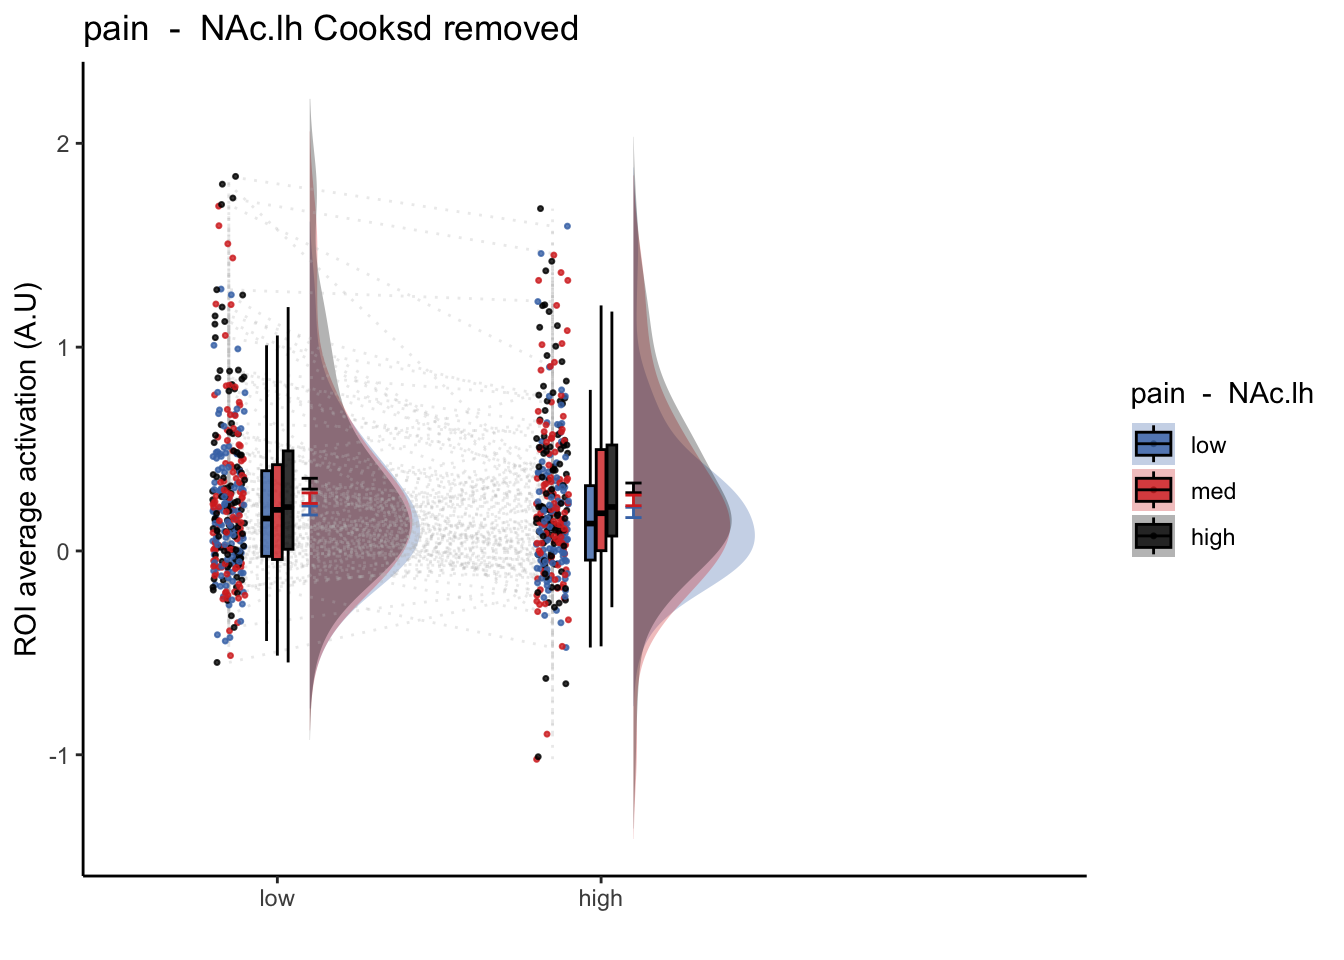 pain  -  NAc.lh Cooksd removed
ROI average activation (A.U)
2
1
0
-1
low
high
pain  -  NAc.lh
low
med
high